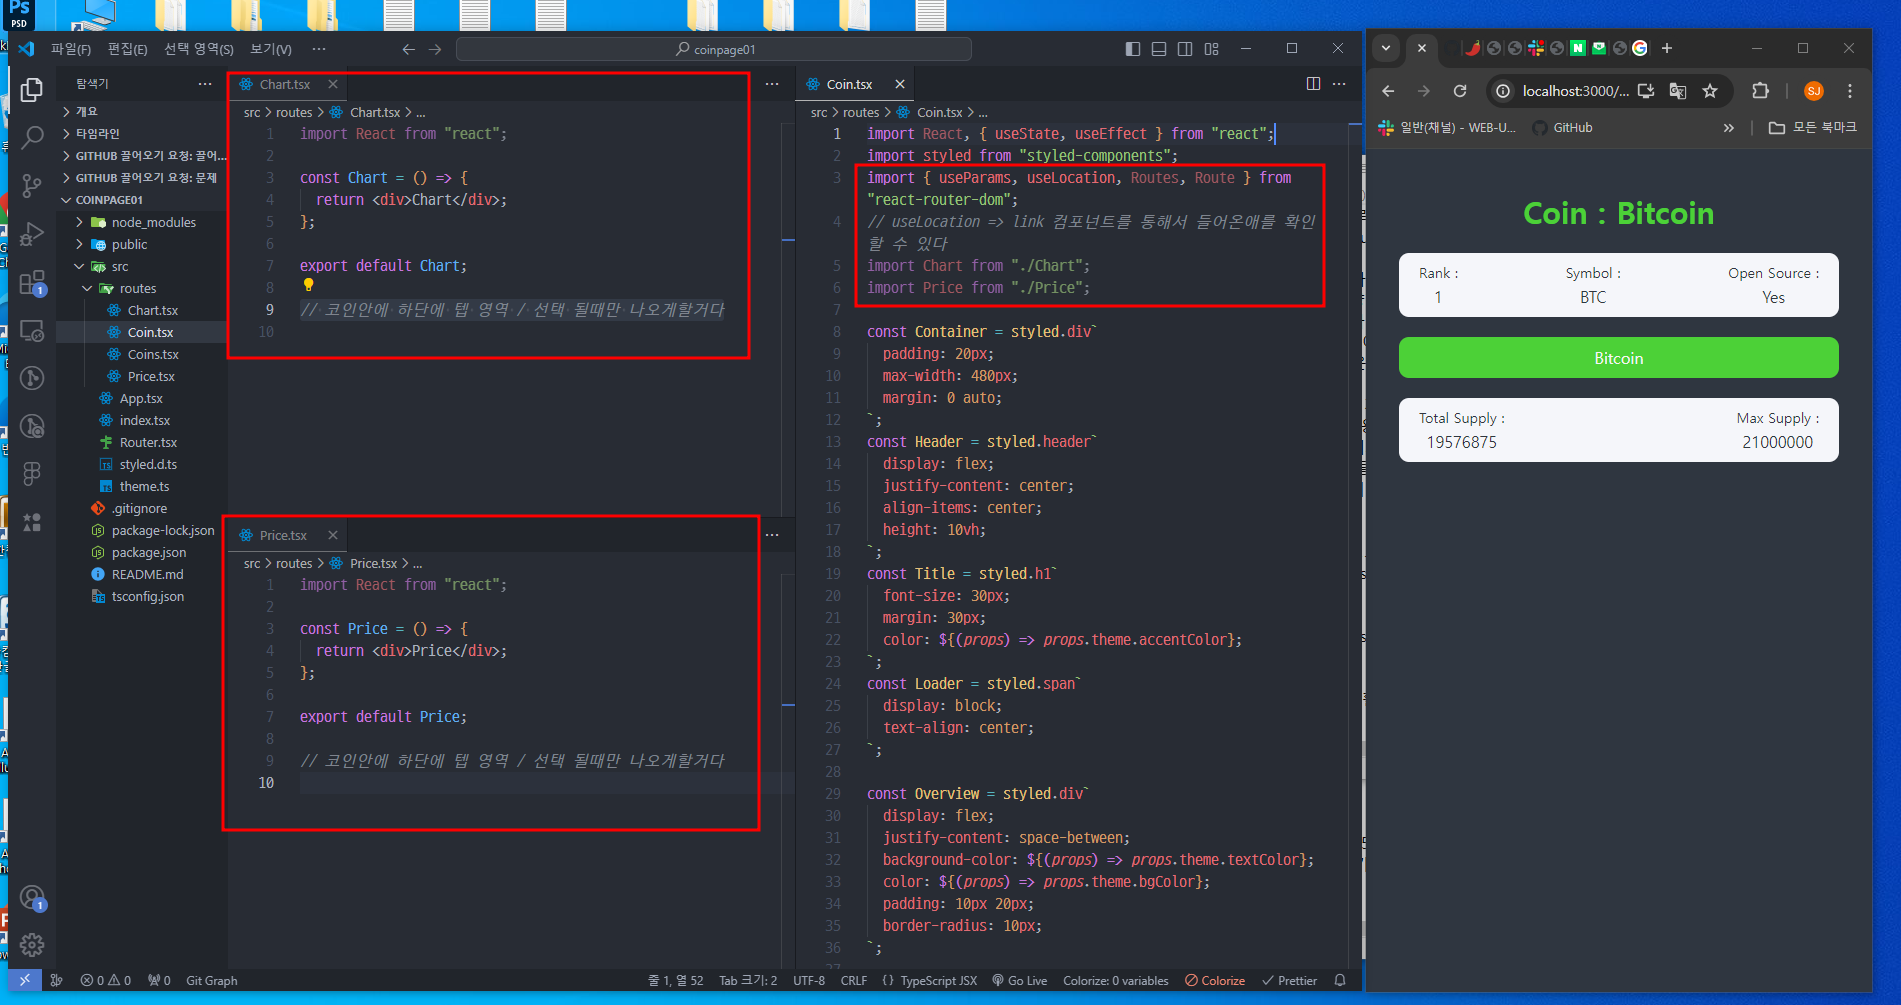 Ps
PSD
파일(F) 편집(E) 선택 영역(S) 보기(V) ···
coinpage01
탐색기 ···
개요
타임라인
GITHUB 끌어오기 요청: 끌어...
GITHUB 끌어오기 요청: 문제
COINPAGE01
node_modules
public
src
routes
Chart.tsx
Coin.tsx
Coins.tsx
Price.tsx
App.tsx
index.tsx
Router.tsx
styled.d.ts
theme.ts
.gitignore
package-lock.json
package.json
README.md
tsconfig.json
1
1
Chart.tsx
src > routes > Chart.tsx > ...
1 import React from "react";
2
3 const Chart = () => {
4 return <div>Chart</div>;
5 };
6
7 export default Chart;
8
9 // 코인안에 하단에 텝 영역 / 선택 될때만 나오게할거다
10
Price.tsx
src > routes > Price.tsx > ...
1 import React from "react";
2
3 const Price = () => {
4 return <div>Price</div>;
5 };
6
7 export default Price;
8
9 // 코인안에 하단에 텝 영역 / 선택 될때만 나오게할거다
10
Coin.tsx
src > routes > Coin.tsx > ...
1 import React, { useState, useEffect } from "react";
2 import styled from "styled-components";
3 import { useParams, useLocation, Routes, Route } from
"react-router-dom";
4 // useLocation => link 컴포넌트를 통해서 들어온애를 확인
할 수 있다
5 import Chart from "./Chart";
6 import Price from "./Price";
7
8 const Container = styled.div`
9 padding: 20px;
10 max-width: 480px;
11 margin: 0 auto;
12 `;
13 const Header = styled.header`
14 display: flex;
15 justify-content: center;
16 align-items: center;
17 height: 10vh;
18 `;
19 const Title = styled.h1`
20 font-size: 30px;
21 margin: 30px;
22 color: ${(props) => props.theme.accentColor};
23 `;
24 const Loader = styled.span`
25 display: block;
26 text-align: center;
27 `;
28
29 const Overview = styled.div`
30 display: flex;
31 justify-content: space-between;
32 background-color: ${(props) => props.theme.textColor};
33 color: ${(props) => props.theme.bgColor};
34 padding: 10px 20px;
35 border-radius: 10px;
36 `;
0 0 0 Git Graph 줄 1, 열 52 Tab 크기: 2 UTF-8 CRLF {} TypeScript JSX Go Live Colorize: 0 variables Colorize Prettier
localhost:3000/...
SJ
일반(채널) - WEB-U... GitHub » 모든 북마크
Coin : Bitcoin
Rank : Symbol : Open Source :
1 BTC Yes
Bitcoin
Total Supply : Max Supply :
19576875 21000000